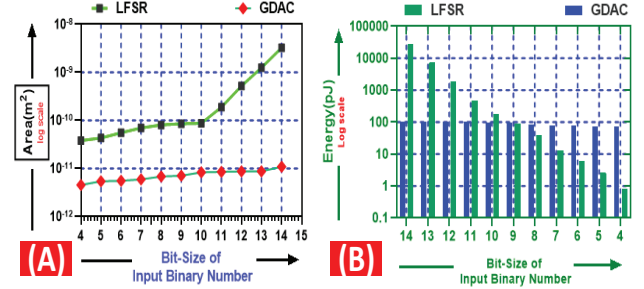 LFSR GDAC
10-8
10-9
10-10
10-11
10-12
Area(m2)
log scale
4 5 6 7 8 9 10 11 12 13 14 15
(A)
Bit-Size of
Input Binary Number
LFSR GDAC
100000
10000
1000
100
10
1
0.1
Energy(pJ)
Log scale
14 13 12 11 10 9 8 7 6 5 4
(B)
Bit-Size of
Input Binary Number